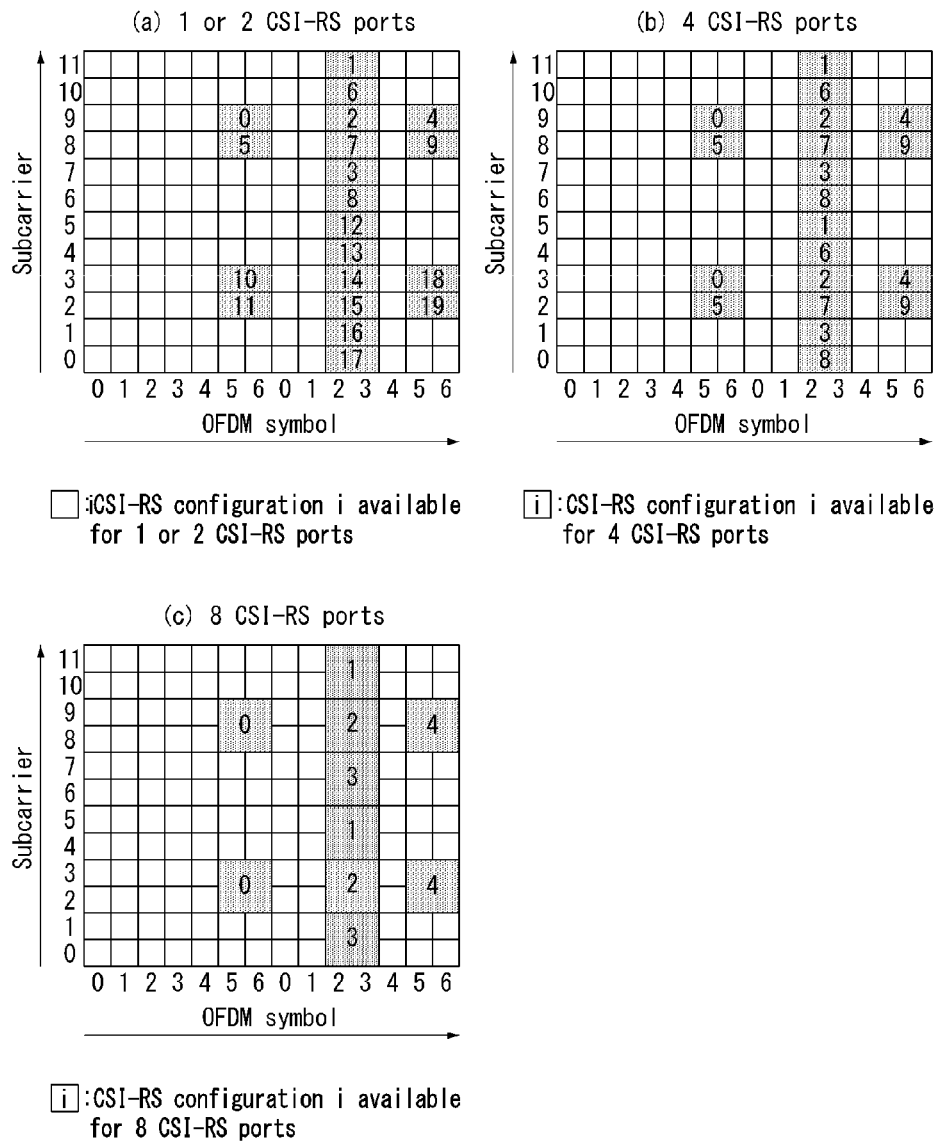 (a) 1 or 2 CSI-RS ports
Subcarrier
11 1
10 6
9 0 2 4
8 5 7 9
7 3
6 8
5 12
4 13
3 10 14 18
2 11 15 19
1 16
0 17
0 1 2 3 4 5 6 0 1 2 3 4 5 6
OFDM symbol
:iCSI-RS configuration i available
for 1 or 2 CSI-RS ports
(b) 4 CSI-RS ports
Subcarrier
11 1
10 6
9 0 2 4
8 5 7 9
7 3
6 8
5 1
4 6
3 0 2 4
2 5 7 9
1 3
0 8
0 1 2 3 4 5 6 0 1 2 3 4 5 6
OFDM symbol
i :CSI-RS configuration i available
for 4 CSI-RS ports
(c) 8 CSI-RS ports
Subcarrier
11
1
10
9
0 2 4
8
7
3
6
5
1
4
3
0 2 4
2
1
3
0
0 1 2 3 4 5 6 0 1 2 3 4 5 6
OFDM symbol
i :CSI-RS configuration i available
for 8 CSI-RS ports